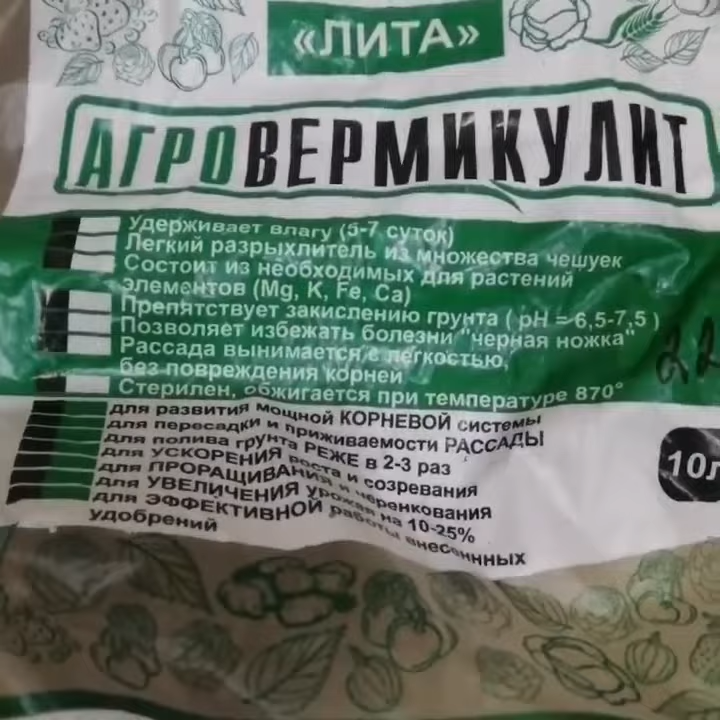 «ЛИТА»
АГРОВЕРМИКУЛИТ
Удерживает влагу (5-7 суток)
Легкий разрыхлитель из множества чешуек
Состоит из необходимых для растений
элементов (Mg, K, Fe, Ca)
Препятствует закислению грунта ( pH =6,5-7,5 )
Позволяет избежать болезни "черная ножка"
Рассада вынимается с легкостью,
без повреждения корней
Стерилен, обжигается при температуре 870°
22
для развития мощной КОРНЕВОЙ системы
для пересадки и приживаемости РАССАДЫ
для полива грунта РЕЖЕ в 2-3 раз
для УСКОРЕНИЯ роста и созревания
для ПРОРАЩИВАНИЯ и черенкования
для УВЕЛИЧЕНИЯ урожая на 10-25%
для ЭФФЕКТИВНОЙ работы внесеннных
удобрений
10л